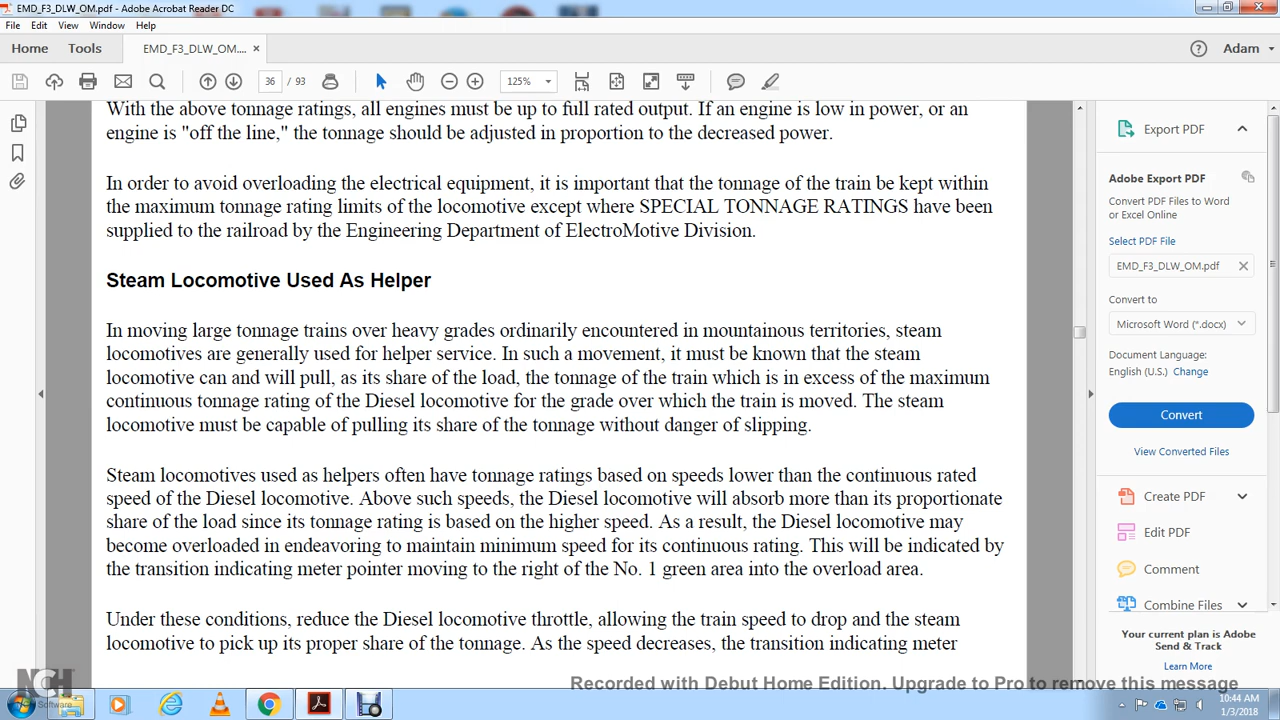 EMD_F3_DLW_OM.pdf - Adobe Acrobat Reader DC
File Edit View Window Help
Home Tools EMD_F3_DLW_OM.... × Adam
36 / 93 125%
With the above tonnage ratings, all engines must be up to full rated output. If an engine is low in power, or an
engine is "off the line," the tonnage should be adjusted in proportion to the decreased power.
In order to avoid overloading the electrical equipment, it is important that the tonnage of the train be kept within
the maximum tonnage rating limits of the locomotive except where SPECIAL TONNAGE RATINGS have been
supplied to the railroad by the Engineering Department of ElectroMotive Division.
Steam Locomotive Used As Helper
In moving large tonnage trains over heavy grades ordinarily encountered in mountainous territories, steam
locomotives are generally used for helper service. In such a movement, it must be known that the steam
locomotive can and will pull, as its share of the load, the tonnage of the train which is in excess of the maximum
continuous tonnage rating of the Diesel locomotive for the grade over which the train is moved. The steam
locomotive must be capable of pulling its share of the tonnage without danger of slipping.
Steam locomotives used as helpers often have tonnage ratings based on speeds lower than the continuous rated
speed of the Diesel locomotive. Above such speeds, the Diesel locomotive will absorb more than its proportionate
share of the load since its tonnage rating is based on the higher speed. As a result, the Diesel locomotive may
become overloaded in endeavoring to maintain minimum speed for its continuous rating. This will be indicated by
the transition indicating meter pointer moving to the right of the No. 1 green area into the overload area.
Under these conditions, reduce the Diesel locomotive throttle, allowing the train speed to drop and the steam
locomotive to pick up its proper share of the tonnage. As the speed decreases, the transition indicating meter
Export PDF
Adobe Export PDF
Convert PDF Files to Word
or Excel Online
Select PDF File
EMD_F3_DLW_OM.pdf
Convert to
Microsoft Word (*.docx)
Document Language:
English (U.S.) Change
Convert
View Converted Files
Create PDF
Edit PDF
Comment
Combine Files
Your current plan is Adobe
Send & Track
Learn More
NCH
Software
Recorded with Debut Home Edition. Upgrade to Pro to remove this message
10:44 AM
1/3/2018